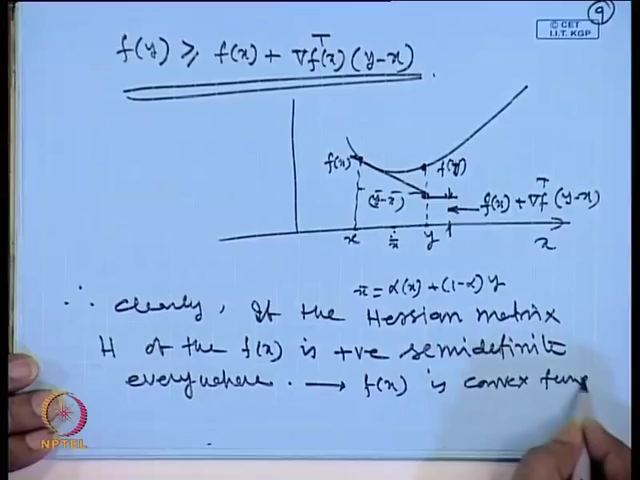 9
© CET
I.I.T. KGP
f(y) ≥ f(x) + ∇f^T(x) (y-x)
f(x)
f(y)
(y̅-x̅)
f(x) + ∇f^T (y-x)
x
y
x
x̅ = α(x) + (1-α) y
∴ clearly, If the Hessian matrix
H of the f(x) is +ve semidefinite
everywhere. → f(x) is convex func
NPTEL